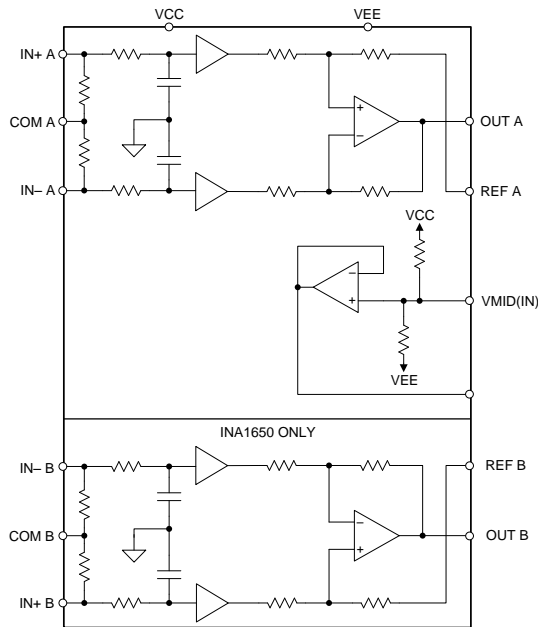 VCC
VEE
IN+ A
COM A
OUT A
IN– A
REF A
VCC
VMID(IN)
VEE
INA1650 ONLY
IN– B
REF B
COM B
OUT B
IN+ B
+
–
–
+
–
+